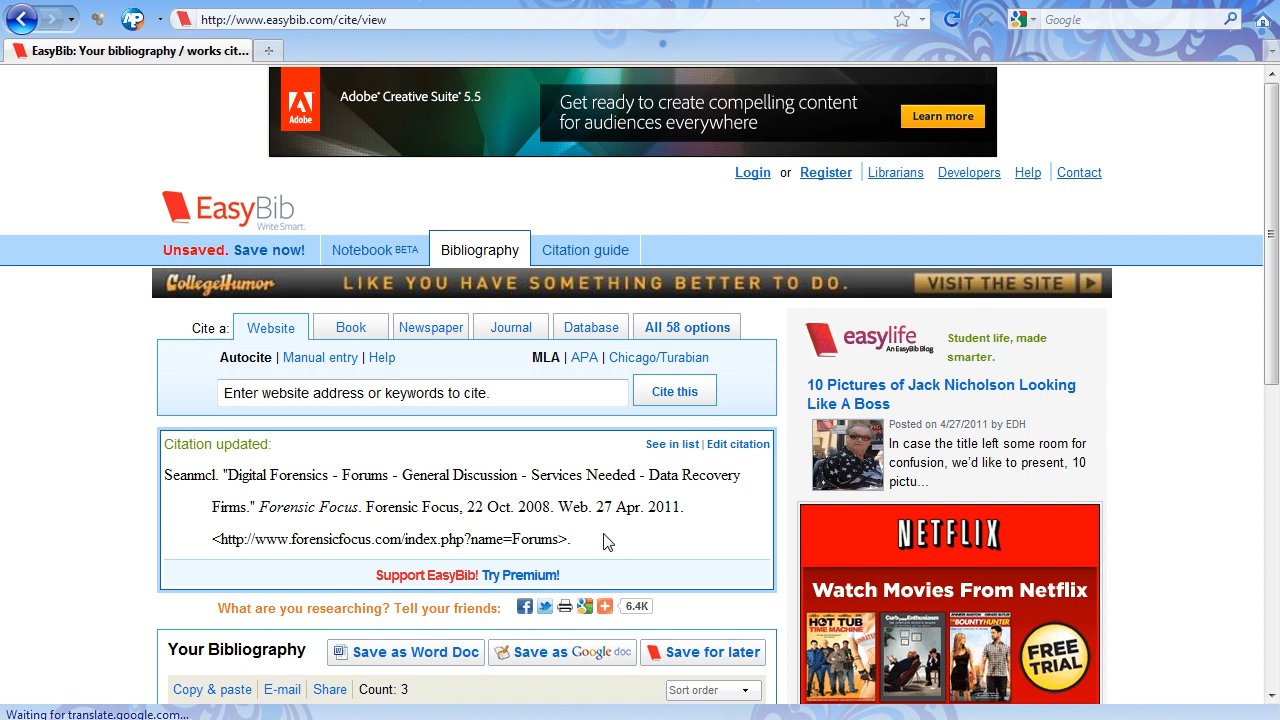 http://www.easybib.com/cite/view
Google
EasyBib: Your bibliography / works cit...
Adobe
Adobe® Creative Suite® 5.5
Get ready to create compelling content
for audiences everywhere
Learn more
Login or Register Librarians Developers Help Contact
EasyBib
Write Smart.
Unsaved. Save now! Notebook BETA Bibliography Citation guide
CollegeHumor LIKE YOU HAVE SOMETHING BETTER TO DO. VISIT THE SITE
Cite a: Website Book Newspaper Journal Database All 58 options
Autocite | Manual entry | Help MLA | APA | Chicago/Turabian
Enter website address or keywords to cite. Cite this
Citation updated: See in list | Edit citation
Seanmcl. "Digital Forensics - Forums - General Discussion - Services Needed - Data Recovery
Firms." Forensic Focus. Forensic Focus, 22 Oct. 2008. Web. 27 Apr. 2011.
<http://www.forensicfocus.com/index.php?name=Forums>.
Support EasyBib! Try Premium!
What are you researching? Tell your friends: 6.4K
Your Bibliography Save as Word Doc Save as Google doc Save for later
Copy & paste E-mail Share Count: 3 Sort order
easylife
An EasyBib Blog
Student life, made
smarter.
10 Pictures of Jack Nicholson Looking
Like A Boss
Posted on 4/27/2011 by EDH
In case the title left some room for
confusion, we'd like to present, 10
pictu...
NETFLIX
Watch Movies From Netflix
HOT TUB
TIME MACHINE
Curb your Enthusiasm
THE BOUNTY
HUNTER
FREE
TRIAL
Waiting for translate.google.com...